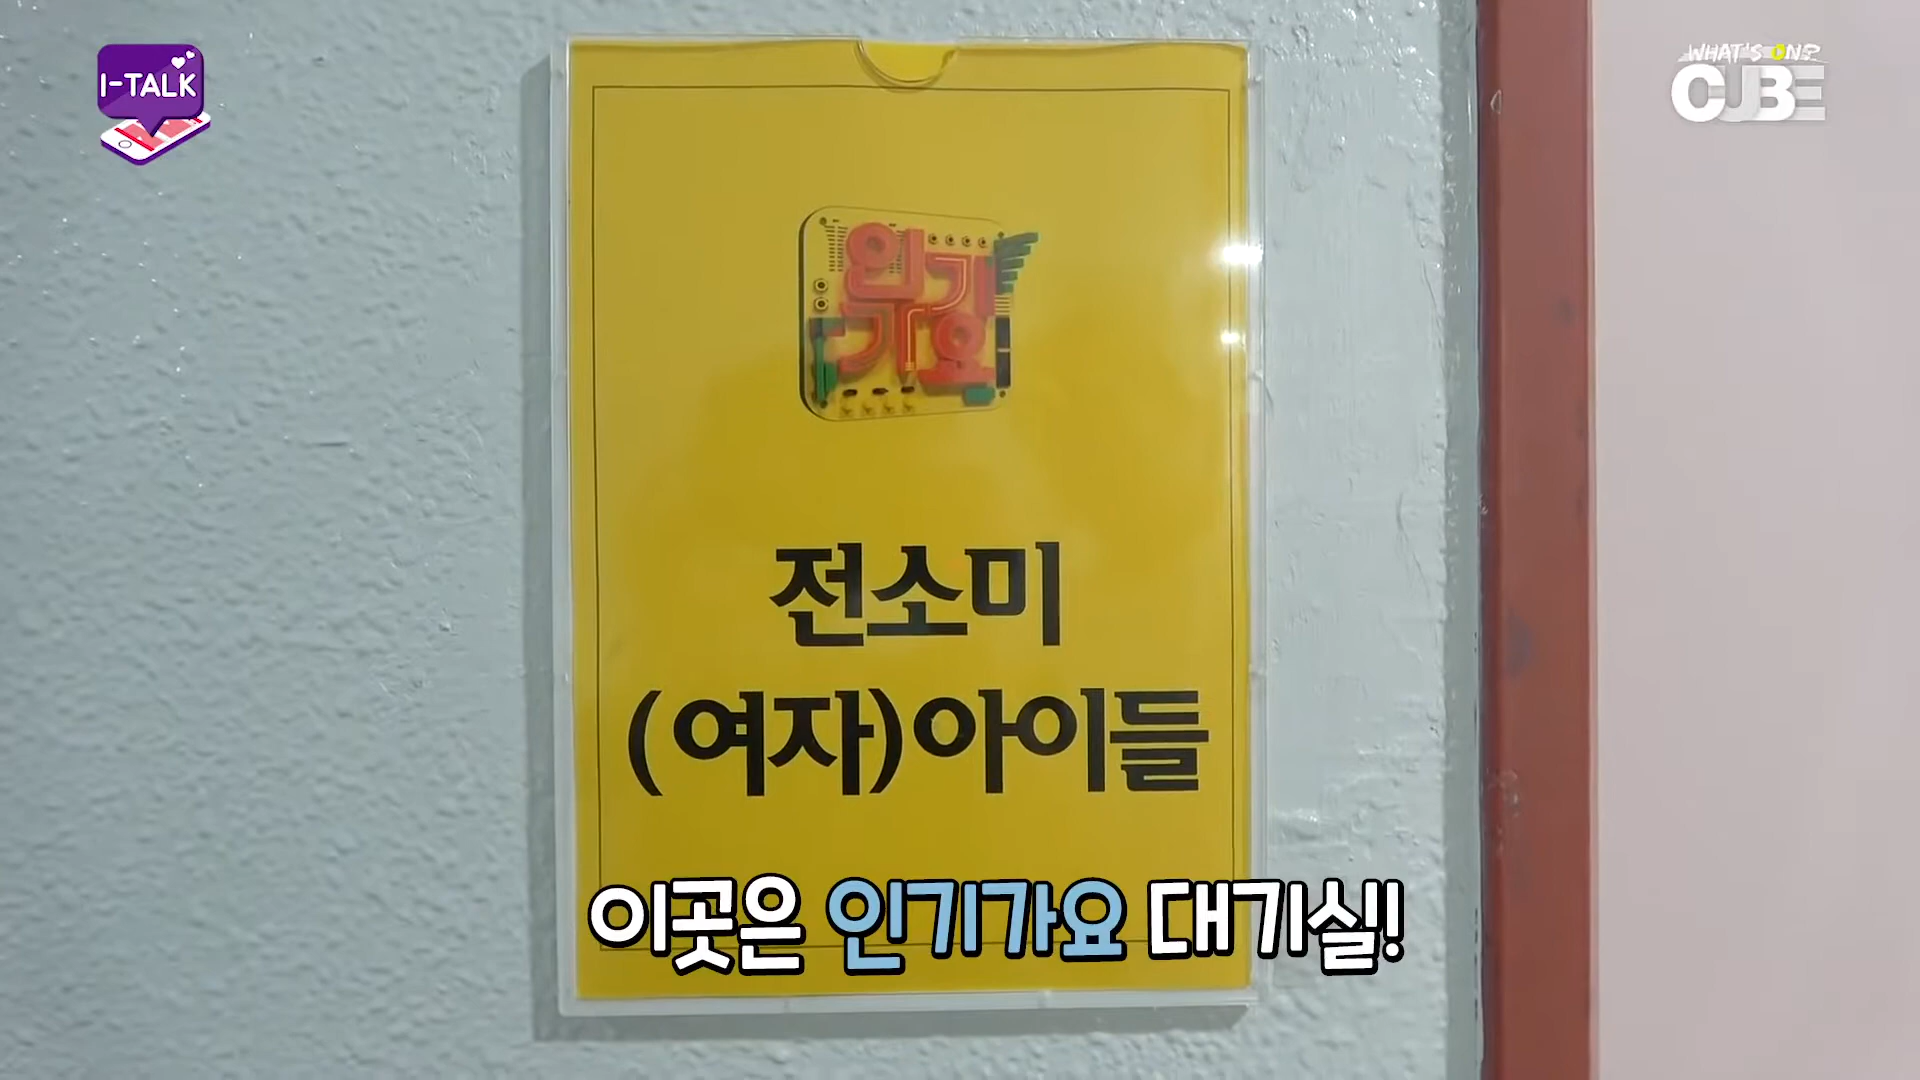 I-TALK
WHAT'S ON?
CUBE
인기
가요
전소미
(여자)아이들
이곳은 인기가요 대기실!